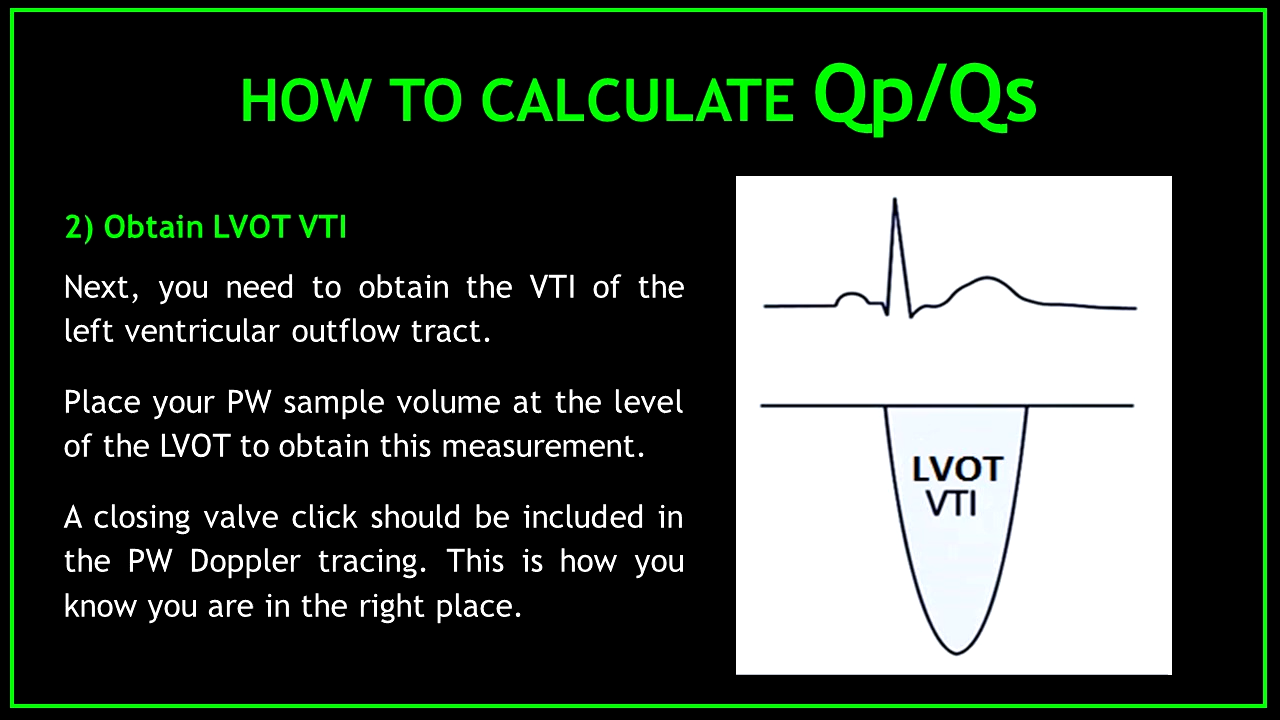 HOW TO CALCULATE Qp/Qs
2) Obtain LVOT VTI
Next, you need to obtain the VTI of the
left ventricular outflow tract.
Place your PW sample volume at the level
of the LVOT to obtain this measurement.
A closing valve click should be included in
the PW Doppler tracing. This is how you
know you are in the right place.
LVOT
VTI